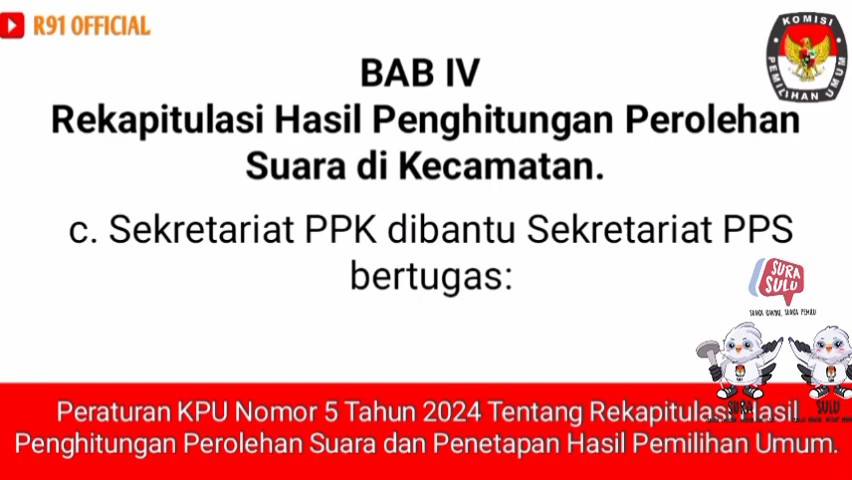 R91 OFFICIAL
KOMISI
PEMILIHAN UMUM
BAB IV
Rekapitulasi Hasil Penghitungan Perolehan
Suara di Kecamatan.
c. Sekretariat PPK dibantu Sekretariat PPS
bertugas:
SURA
SULU
SURA
SULU
Peraturan KPU Nomor 5 Tahun 2024 Tentang Rekapitulasi Hasil
Penghitungan Perolehan Suara dan Penetapan Hasil Pemilihan Umum.